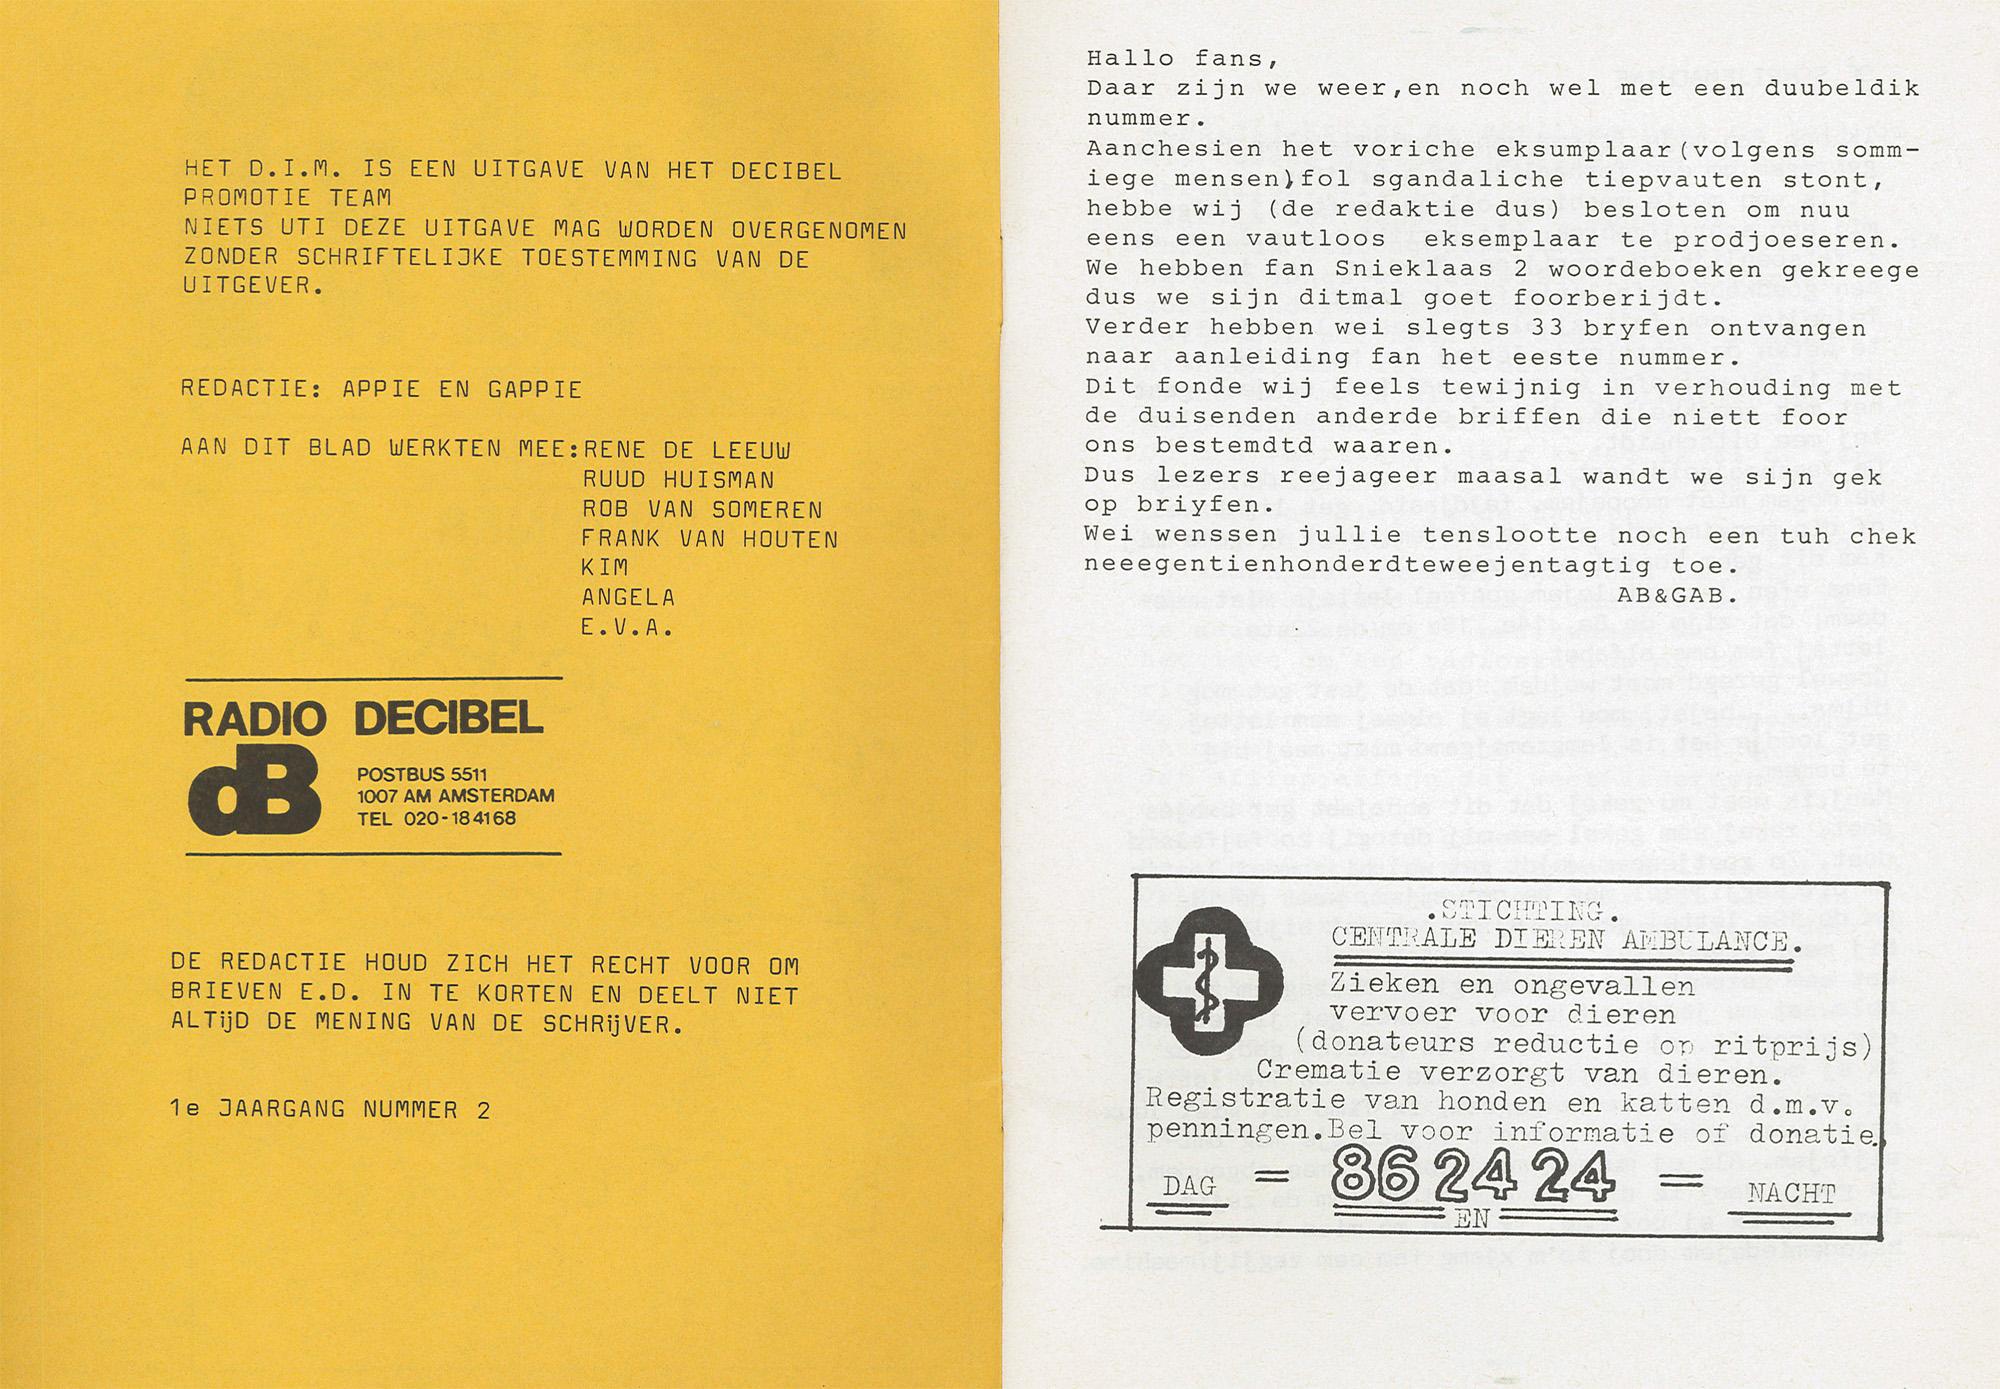 HET D.I.M. IS EEN UITGAVE VAN HET DECIBEL
PROMOTIE TEAM
NIETS UTI DEZE UITGAVE MAG WORDEN OVERGENOMEN
ZONDER SCHRIFTELIJKE TOESTEMMING VAN DE
UITGEVER.
REDACTIE: APPIE EN GAPPIE
AAN DIT BLAD WERKTEN MEE:RENE DE LEEUW
RUUD HUISMAN
ROB VAN SOMEREN
FRANK VAN HOUTEN
KIM
ANGELA
E.V.A.
RADIO DECIBEL
dB
POSTBUS 5511
1007 AM AMSTERDAM
TEL 020-184168
DE REDACTIE HOUD ZICH HET RECHT VOOR OM
BRIEVEN E.D. IN TE KORTEN EN DEELT NIET
ALTijD DE MENING VAN DE SCHRijVER.
1e JAARGANG NUMMER 2
Hallo fans,
Daar zijn we weer,en noch wel met een duubeldik
nummer.
Aanchesien het voriche eksumplaar(volgens somm-
iege mensen)fol sgandaliche tiepvauten stont,
hebbe wij (de redaktie dus) besloten om nuu
eens een vautloos  eksemplaar te prodjoeseren.
We hebben fan Snieklaas 2 woordeboeken gekreege
dus we sijn ditmal goet foorberijdt.
Verder hebben wei slegts 33 bryfen ontvangen
naar aanleiding fan het eeste nummer.
Dit fonde wij feels tewijnig in verhouding met
de duisenden anderde briffen die niett foor
ons bestemdtd waaren.
Dus lezers reejageer maasal wandt we sijn gek
op briyfen.
Wei wenssen jullie tenslootte noch een tuh chek
neeegentienhonderdteweejentagtig toe.
AB&GAB.
.STICHTING.
CENTRALE DIEREN AMBULANCE.
Zieken en ongevallen
vervoer voor dieren
(donateurs reductie op ritprijs)
Crematie verzorgt van dieren.
Registratie van honden en katten d.m.v.
penningen.Bel voor informatie of donatie.
DAG = 86 24 24 = NACHT
EN